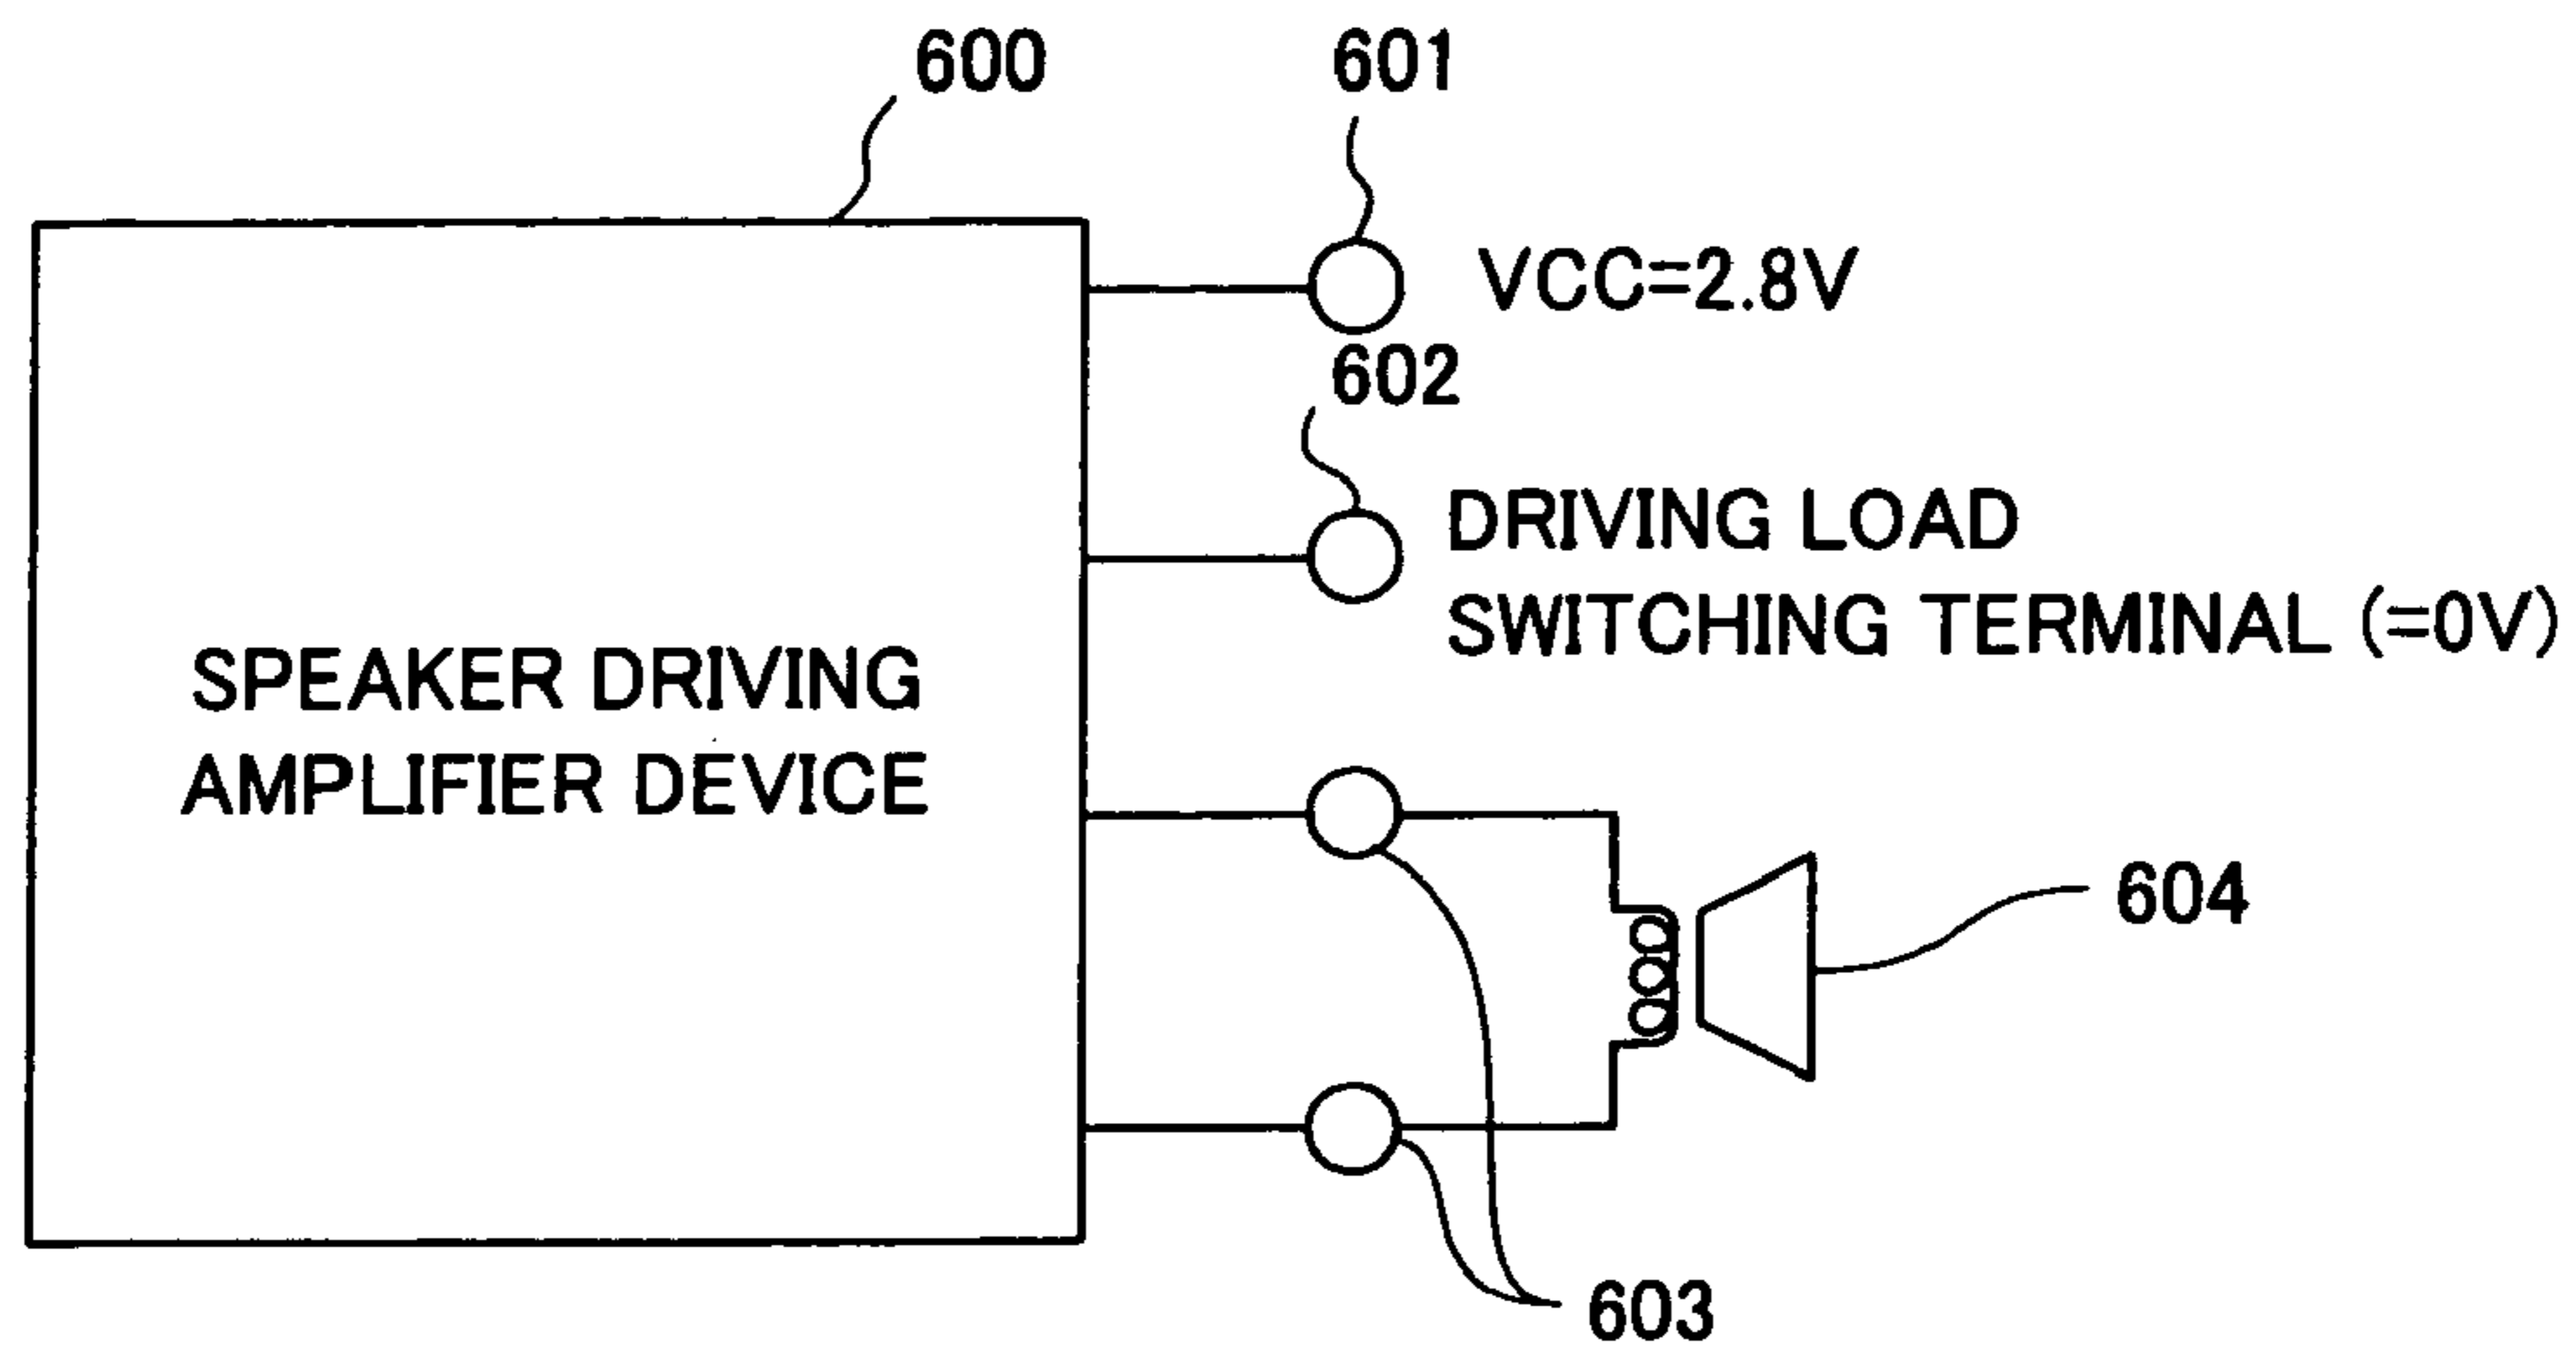 600
601
VCC=2.8V
602
DRIVING LOAD
SWITCHING TERMINAL (=0V)
SPEAKER DRIVING
AMPLIFIER DEVICE
604
603